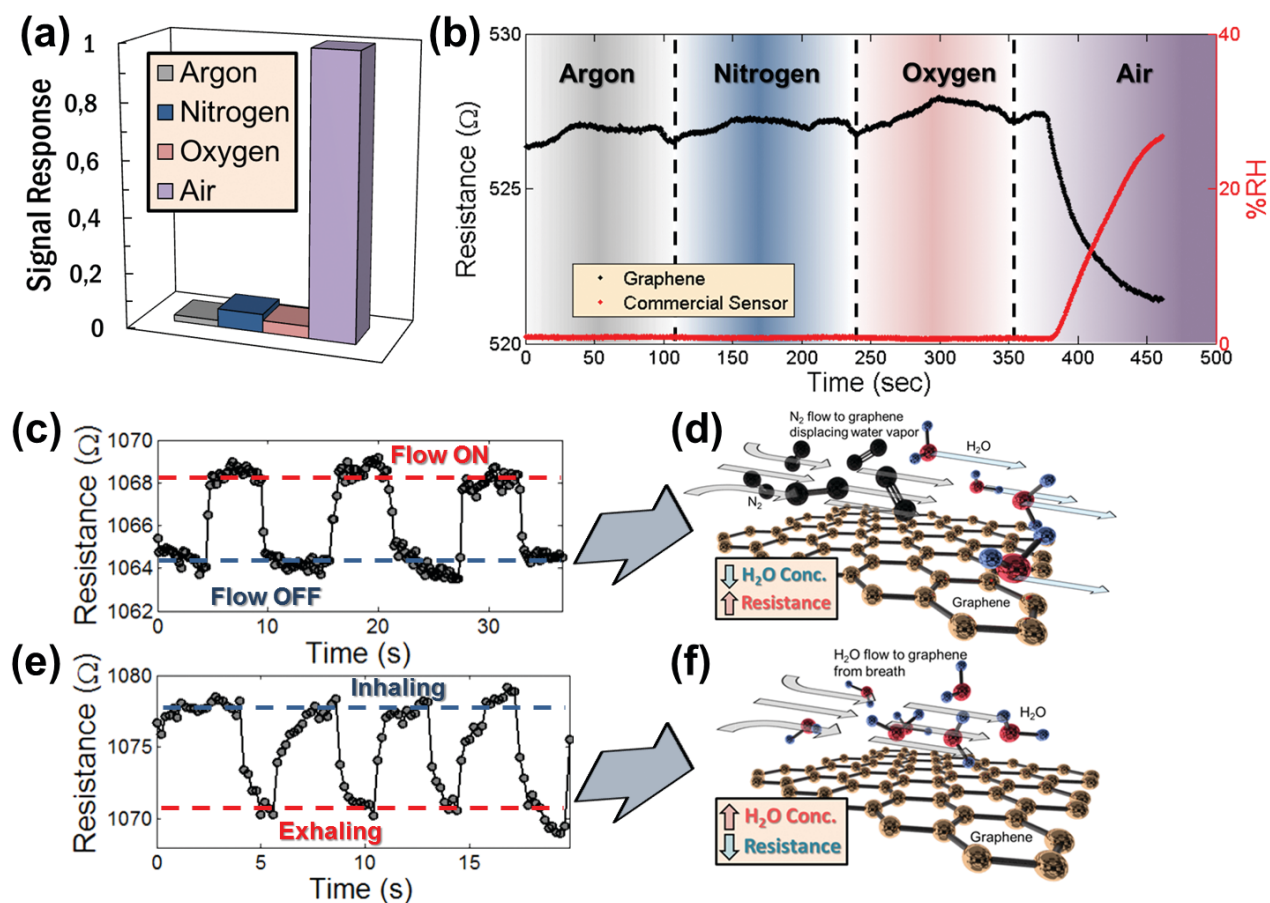 (a)
Signal Response
1
0,8
0,6
0,4
0,2
0
Argon
Nitrogen
Oxygen
Air
(b)
Resistance (Ω)
530
525
520
Argon
Nitrogen
Oxygen
Air
Graphene
Commercial Sensor
40
20
0
%RH
0 50 100 150 200 250 300 350 400 450 500
Time (sec)
(c)
Resistance (Ω)
1070
1068
1066
1064
1062
Flow ON
Flow OFF
0 10 20 30
Time (s)
(d)
N2 flow to graphene
displacing water vapor
H2O
N2
Graphene
H2O Conc.
Resistance
(e)
Resistance (Ω)
1080
1075
1070
Inhaling
Exhaling
0 5 10 15
Time (s)
(f)
H2O flow to graphene
from breath
H2O
Graphene
H2O Conc.
Resistance